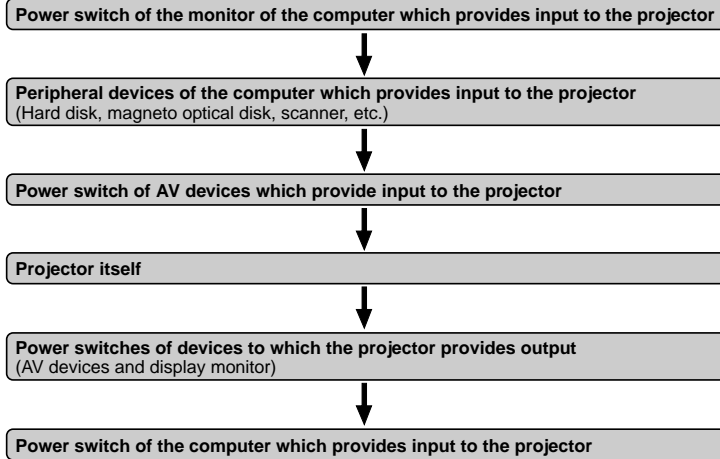 Power switch of the monitor of the computer which provides input to the projector
Peripheral devices of the computer which provides input to the projector
(Hard disk, magneto optical disk, scanner, etc.)
Power switch of AV devices which provide input to the projector
Projector itself
Power switches of devices to which the projector provides output
(AV devices and display monitor)
Power switch of the computer which provides input to the projector